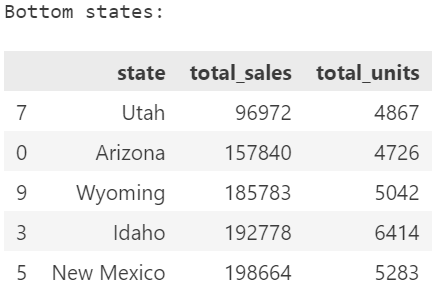 Bottom states:
state total_sales total_units
7 Utah 96972 4867
0 Arizona 157840 4726
9 Wyoming 185783 5042
3 Idaho 192778 6414
5 New Mexico 198664 5283